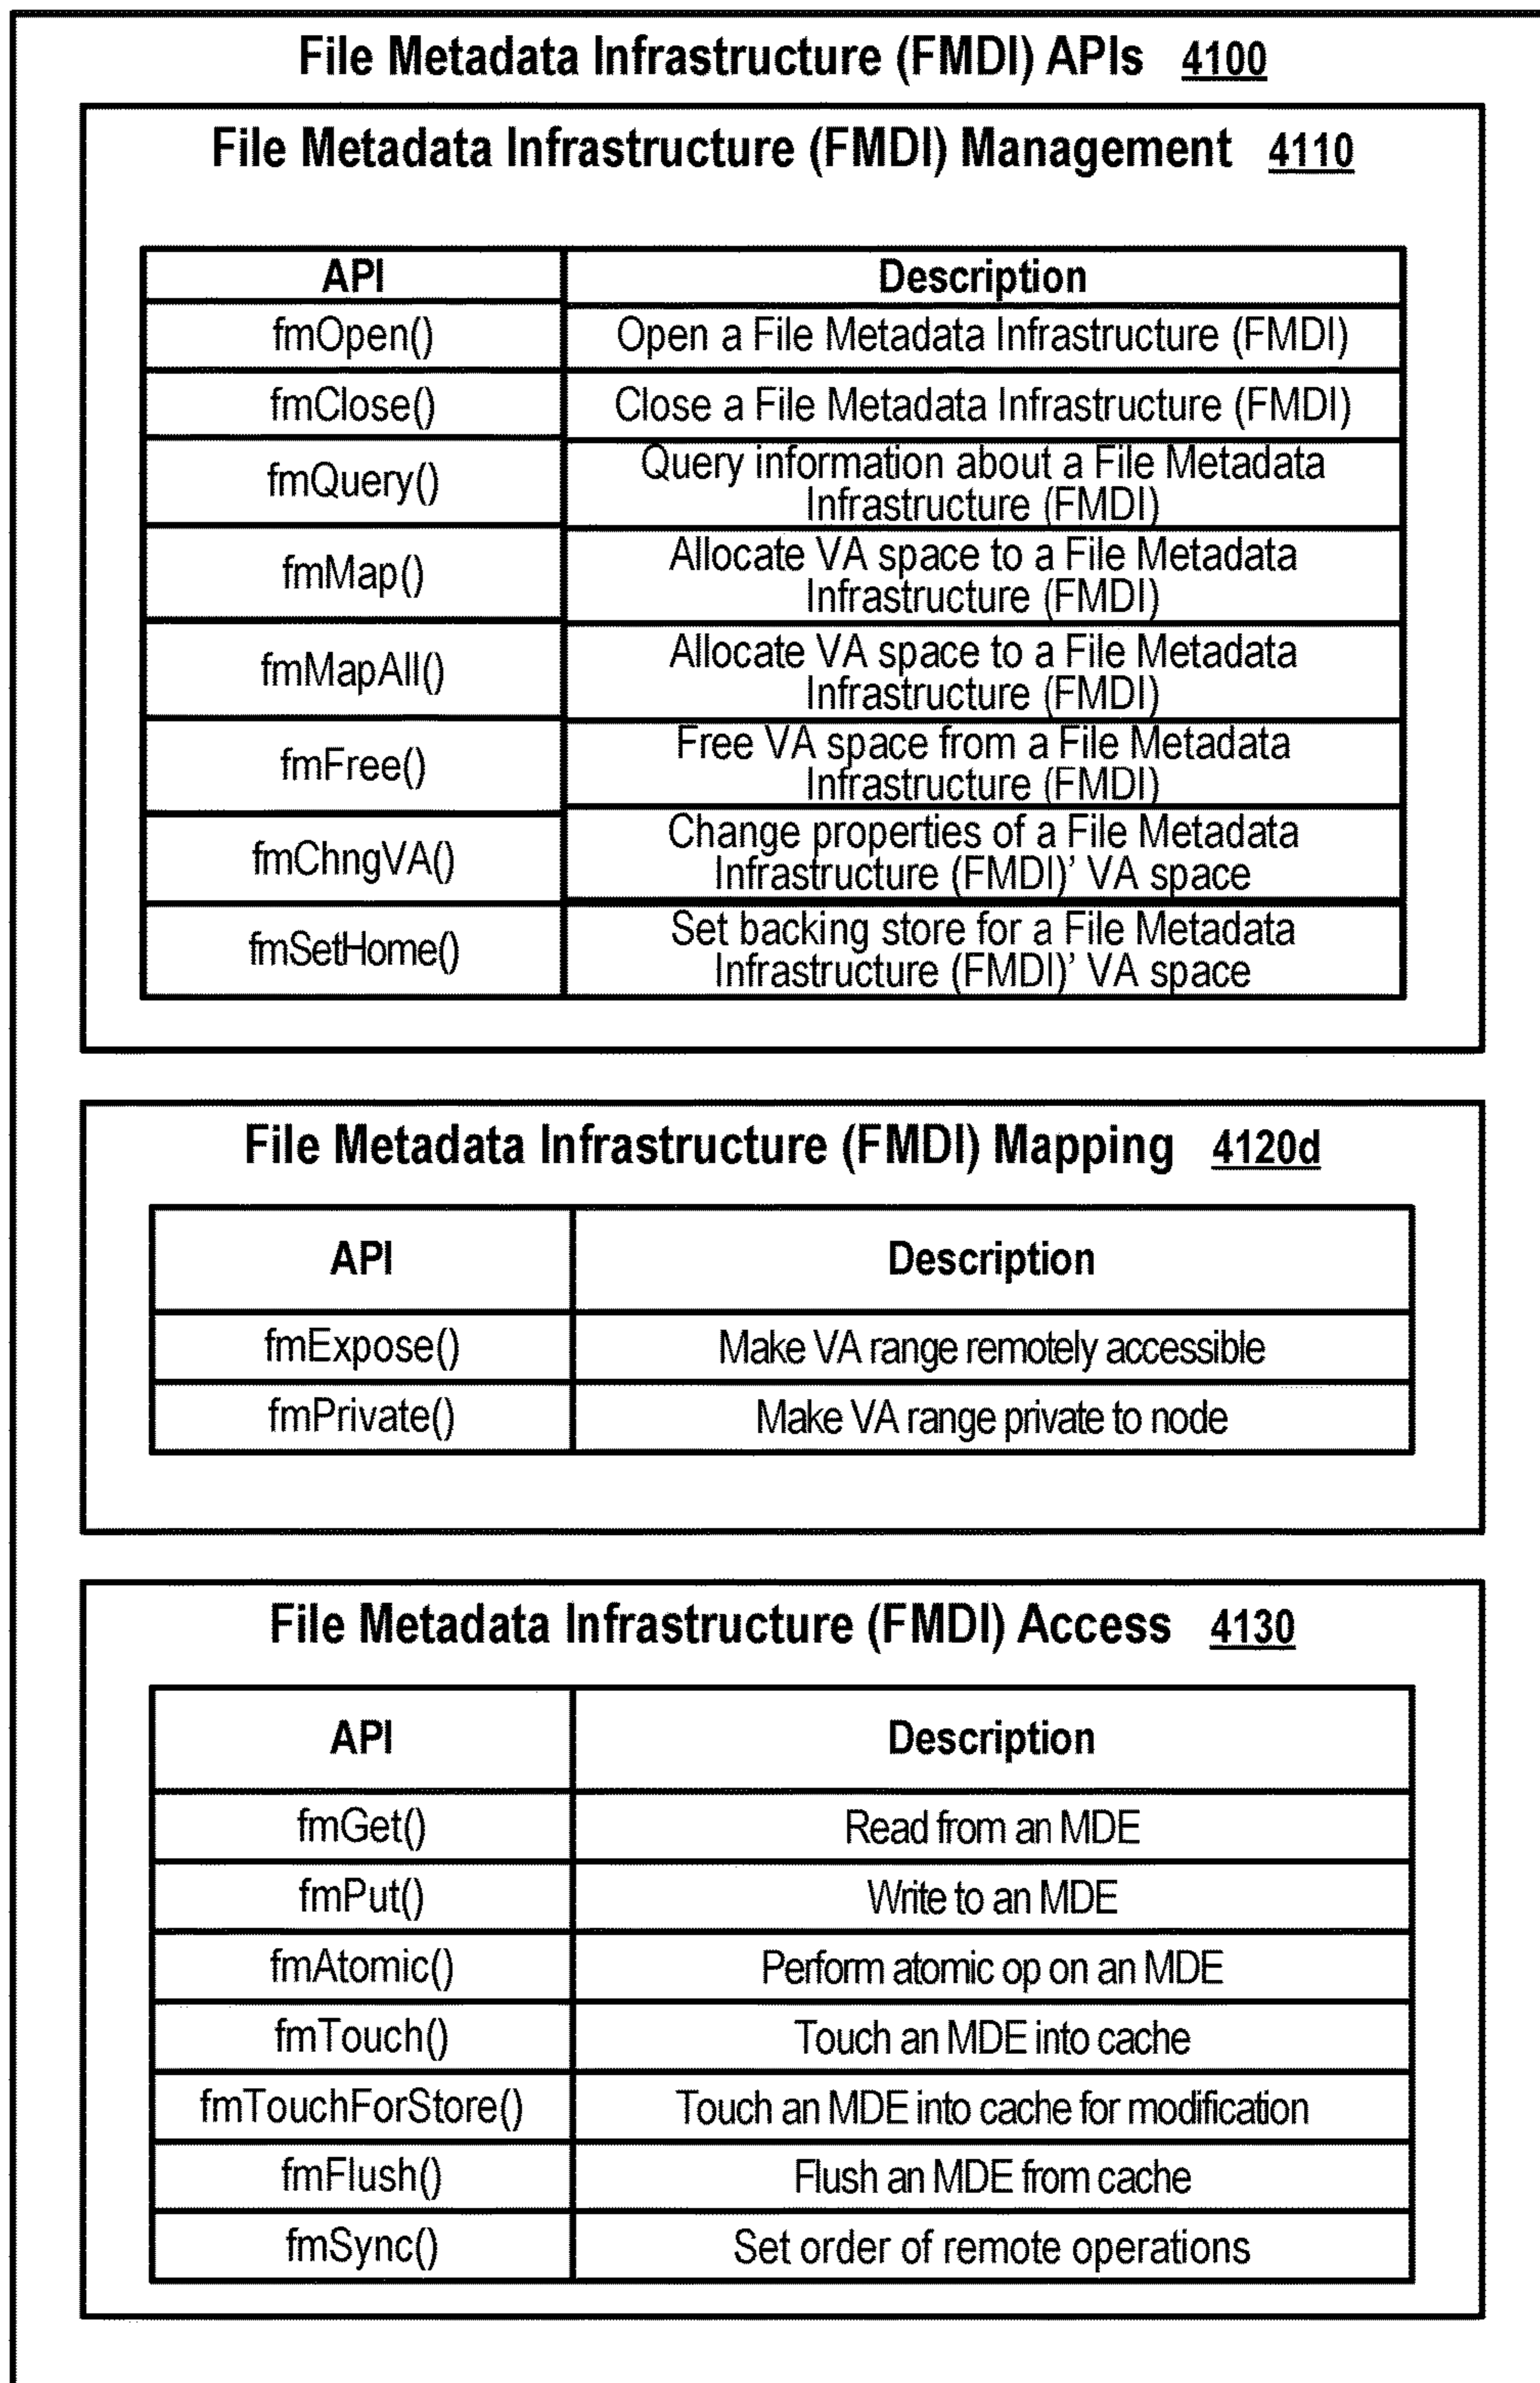 File Metadata Infrastructure (FMDI) APIs 4100
File Metadata Infrastructure (FMDI) Management 4110
API Description
fmOpen() Open a File Metadata Infrastructure (FMDI)
fmClose() Close a File Metadata Infrastructure (FMDI)
fmQuery() Query information about a File Metadata
Infrastructure (FMDI)
fmMap() Allocate VA space to a File Metadata
Infrastructure (FMDI)
fmMapAll() Allocate VA space to a File Metadata
Infrastructure (FMDI)
fmFree() Free VA space from a File Metadata
Infrastructure (FMDI)
fmChngVA() Change properties of a File Metadata
Infrastructure (FMDI)' VA space
fmSetHome() Set backing store for a File Metadata
Infrastructure (FMDI)' VA space
File Metadata Infrastructure (FMDI) Mapping 4120d
API Description
fmExpose() Make VA range remotely accessible
fmPrivate() Make VA range private to node
File Metadata Infrastructure (FMDI) Access 4130
API Description
fmGet() Read from an MDE
fmPut() Write to an MDE
fmAtomic() Perform atomic op on an MDE
fmTouch() Touch an MDE into cache
fmTouchForStore() Touch an MDE into cache for modification
fmFlush() Flush an MDE from cache
fmSync() Set order of remote operations